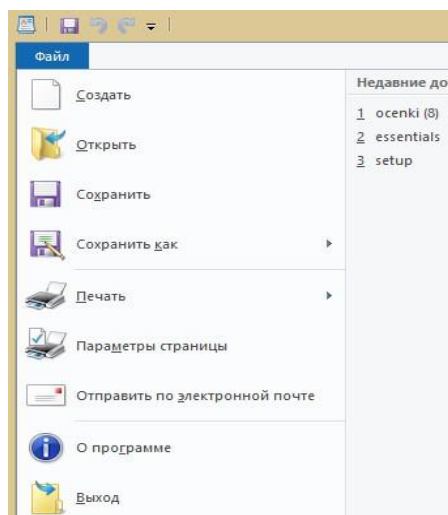 Файл
Недавние до
Создать
1 ocenki (8)
Открыть
2 essentials
3 setup
Сохранить
Сохранить как
Печать
Параметры страницы
Отправить по электронной почте
О программе
Выход